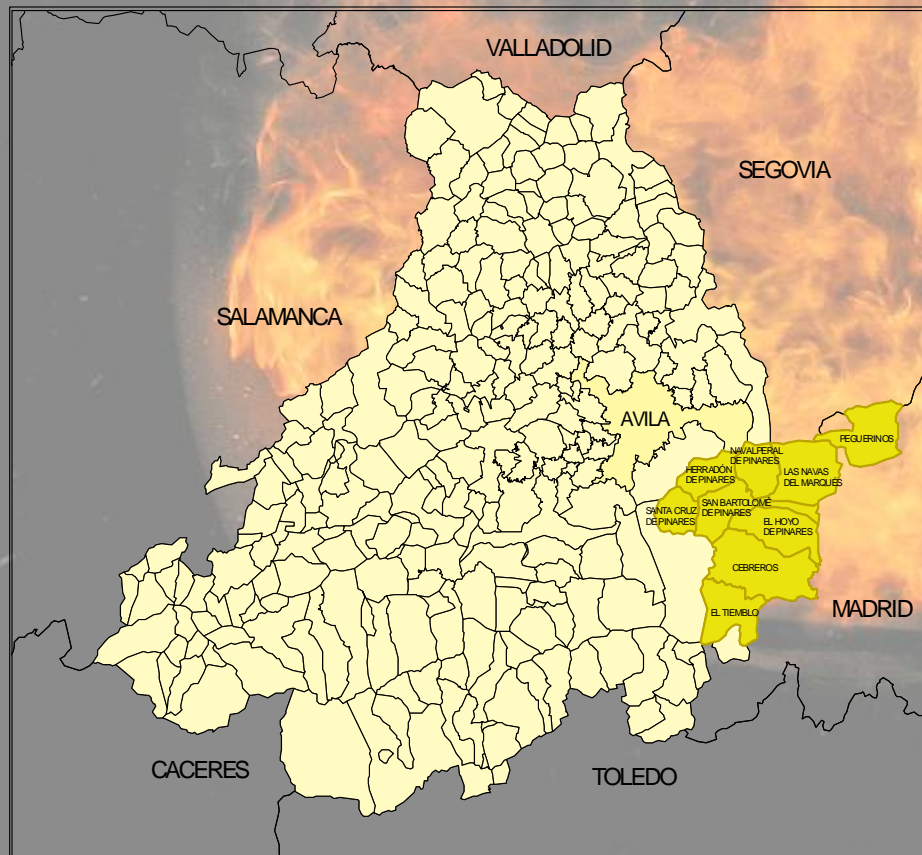 VALLADOLID
SEGOVIA
SALAMANCA
AVILA
PEGUERINOS
NAVALPERAL
DE PINARES
HERRADÓN
DE PINARES
LAS NAVAS
DEL MARQUÉS
SANTA CRUZ
DE PINARES
SAN BARTOLOMÉ
DE PINARES
EL HOYO
DE PINARES
CEBREROS
EL TIEMBLO
MADRID
CACERES
TOLEDO